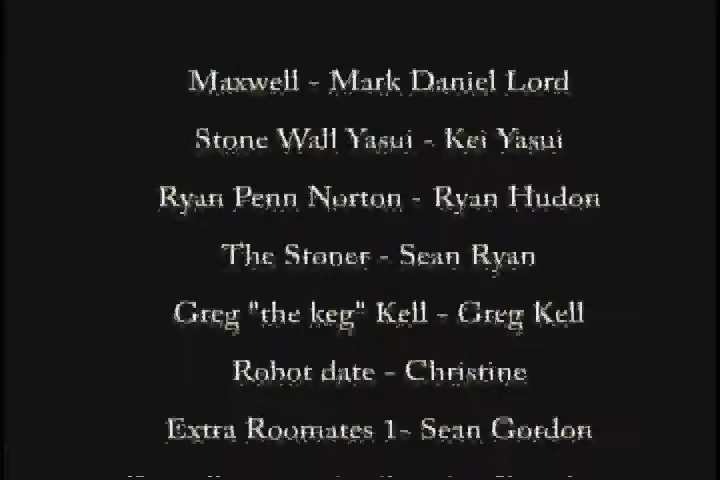 Maxwell - Mark Daniel Lord
Stone Wall Yasui - Kei Yasui
Ryan Penn Norton - Ryan Hudon
The Stoner - Sean Ryan
Greg "the keg" Kell - Greg Kell
Robot date - Christine
Extra Roomates 1- Sean Gordon